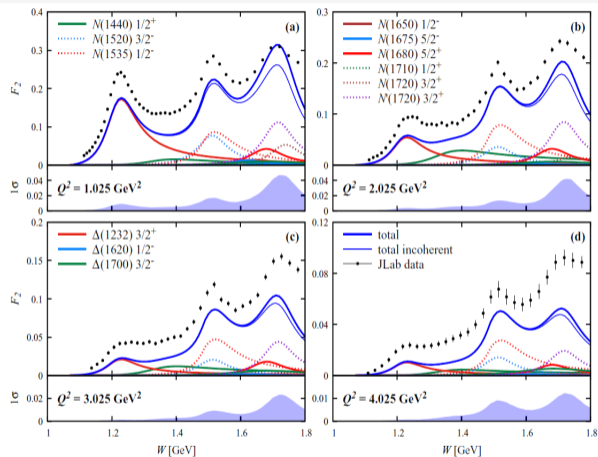 0.4
0.3
0.2
0.1
0
F2
(a)
N(1440) 1/2+
N(1520) 3/2-
N(1535) 1/2-
0.04
0.02
0
1σ
Q2 = 1.025 GeV2
0.3
0.2
0.1
0
(b)
N(1650) 1/2-
N(1675) 5/2-
N(1680) 5/2+
N(1710) 1/2+
N(1720) 3/2+
N'(1720) 3/2+
0.04
0.02
0
Q2 = 2.025 GeV2
0.2
0.15
0.1
0.05
0
F2
(c)
Δ(1232) 3/2+
Δ(1620) 1/2-
Δ(1700) 3/2-
0.02
0
1σ
Q2 = 3.025 GeV2
1 1.2 1.4 1.6 1.8
W [GeV]
0.12
0.08
0.04
0
(d)
total
total incoherent
JLab data
0.01
0
Q2 = 4.025 GeV2
1.2 1.4 1.6 1.8
W [GeV]